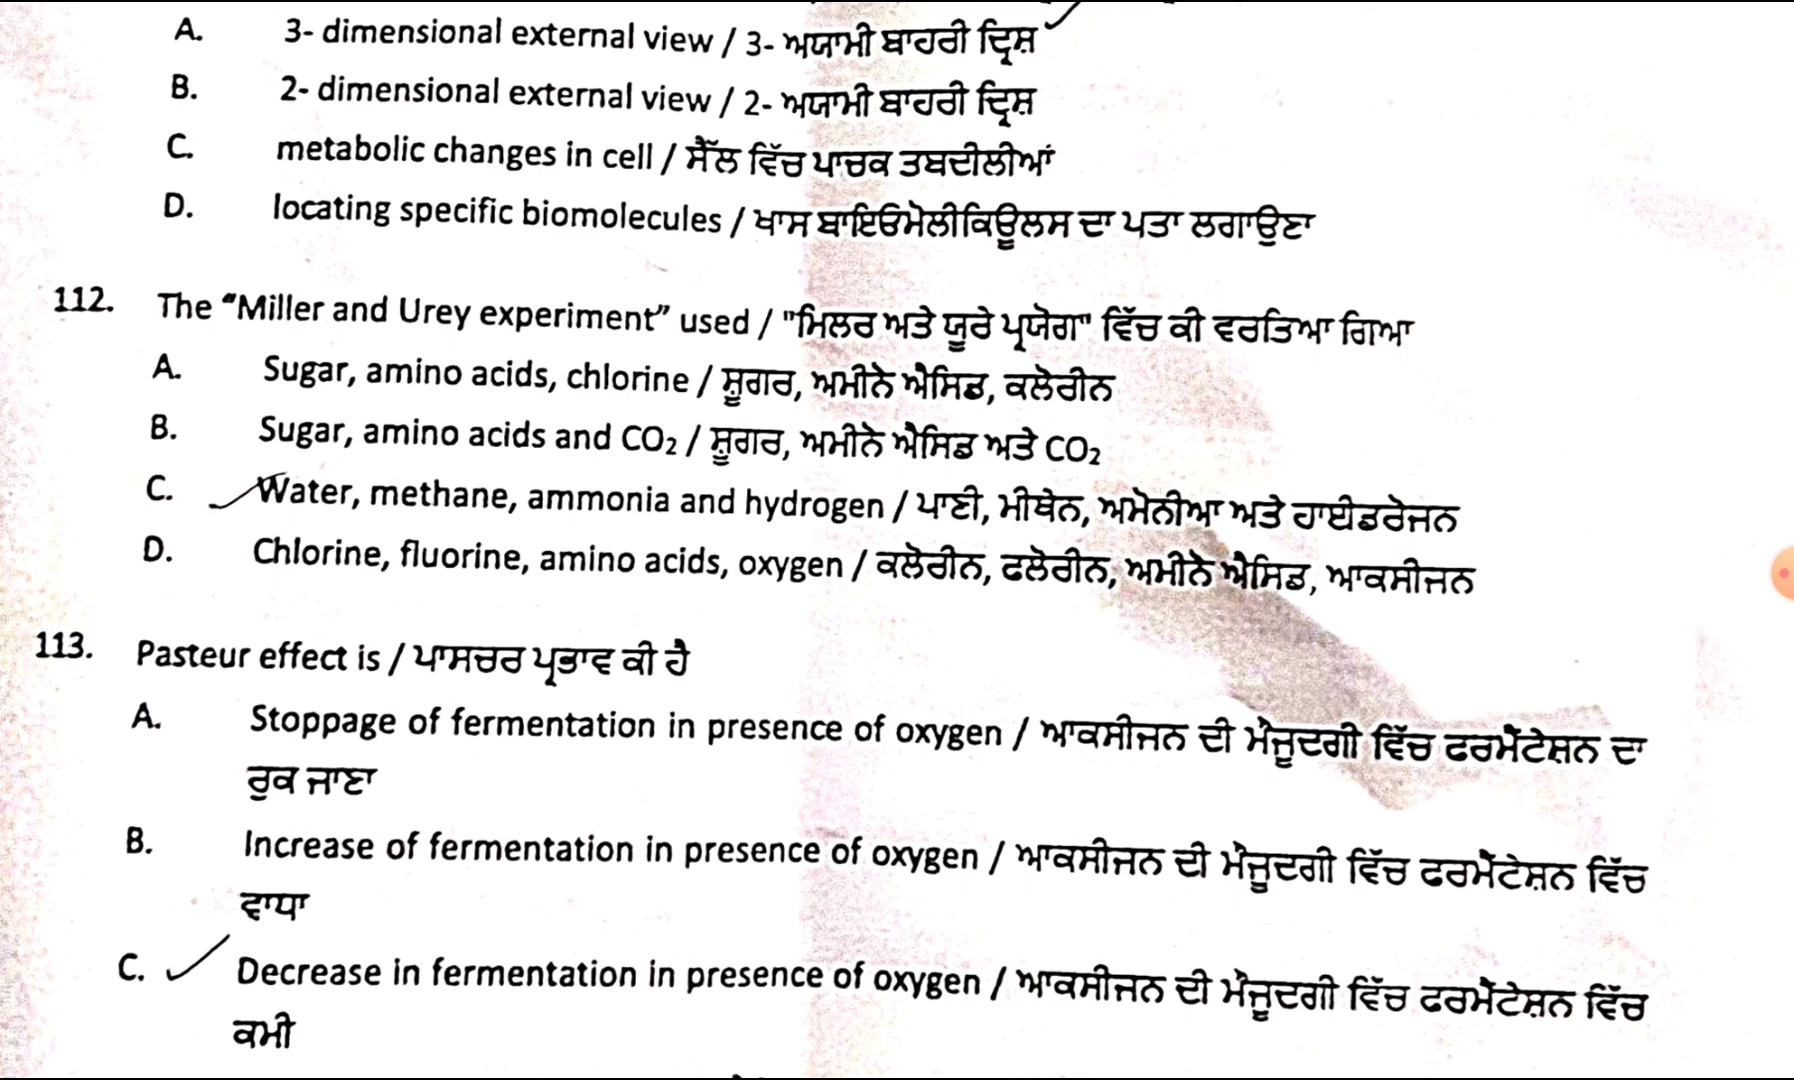 A. 3- dimensional external view / 3- ਅਯਾਮੀ ਬਾਹਰੀ ਦ੍ਰਿਸ਼
B. 2- dimensional external view / 2- ਅਯਾਮੀ ਬਾਹਰੀ ਦ੍ਰਿਸ਼
C. metabolic changes in cell / ਸੈੱਲ ਵਿੱਚ ਪਾਚਕ ਤਬਦੀਲੀਆਂ
D. locating specific biomolecules / ਖਾਸ ਬਾਇਓਮੋਲੀਕਿਊਲਸ ਦਾ ਪਤਾ ਲਗਾਉਣਾ
112. The “Miller and Urey experiment” used / "ਮਿਲਰ ਅਤੇ ਯੂਰੇ ਪ੍ਰਯੋਗ" ਵਿੱਚ ਕੀ ਵਰਤਿਆ ਗਿਆ
A. Sugar, amino acids, chlorine / ਸ਼ੂਗਰ, ਅਮੀਨੋ ਐਸਿਡ, ਕਲੋਰੀਨ
B. Sugar, amino acids and CO₂ / ਸ਼ੂਗਰ, ਅਮੀਨੋ ਐਸਿਡ ਅਤੇ CO₂
C. Water, methane, ammonia and hydrogen / ਪਾਣੀ, ਮੀਥੇਨ, ਅਮੋਨੀਆ ਅਤੇ ਹਾਈਡਰੋਜਨ
D. Chlorine, fluorine, amino acids, oxygen / ਕਲੋਰੀਨ, ਫਲੋਰੀਨ, ਅਮੀਨੋ ਐਸਿਡ, ਆਕਸੀਜਨ
113. Pasteur effect is / ਪਾਸਚਰ ਪ੍ਰਭਾਵ ਕੀ ਹੈ
A. Stoppage of fermentation in presence of oxygen / ਆਕਸੀਜਨ ਦੀ ਮੌਜੂਦਗੀ ਵਿੱਚ ਫਰਮੈਂਟੇਸ਼ਨ ਦਾ
ਰੁਕ ਜਾਣਾ
B. Increase of fermentation in presence of oxygen / ਆਕਸੀਜਨ ਦੀ ਮੌਜੂਦਗੀ ਵਿੱਚ ਫਰਮੈਂਟੇਸ਼ਨ ਵਿੱਚ
ਵਾਧਾ
C. Decrease in fermentation in presence of oxygen / ਆਕਸੀਜਨ ਦੀ ਮੌਜੂਦਗੀ ਵਿੱਚ ਫਰਮੈਂਟੇਸ਼ਨ ਵਿੱਚ
ਕਮੀ